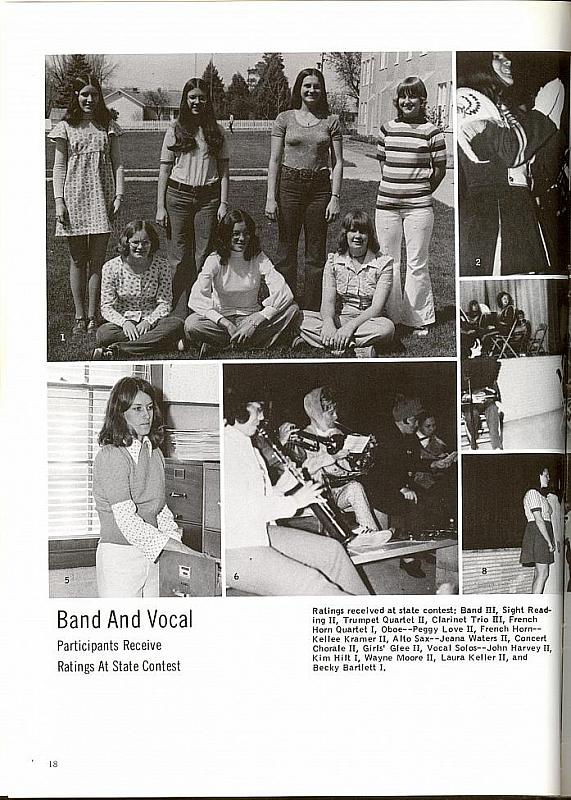 1
2
5
6
8
Band And Vocal
Participants Receive
Ratings At State Contest
Ratings received at state contest: Band III, Sight Read-
ing II, Trumpet Quartet II, Clarinet Trio III, French
Horn Quartet I, Oboe--Peggy Love II, French Horn--
Kellee Kramer II, Alto Sax--Jeana Waters II, Concert
Chorale II, Girls' Glee II, Vocal Solos--John Harvey II,
Kim Hilt I, Wayne Moore II, Laura Keller II, and
Becky Bartlett I.
18